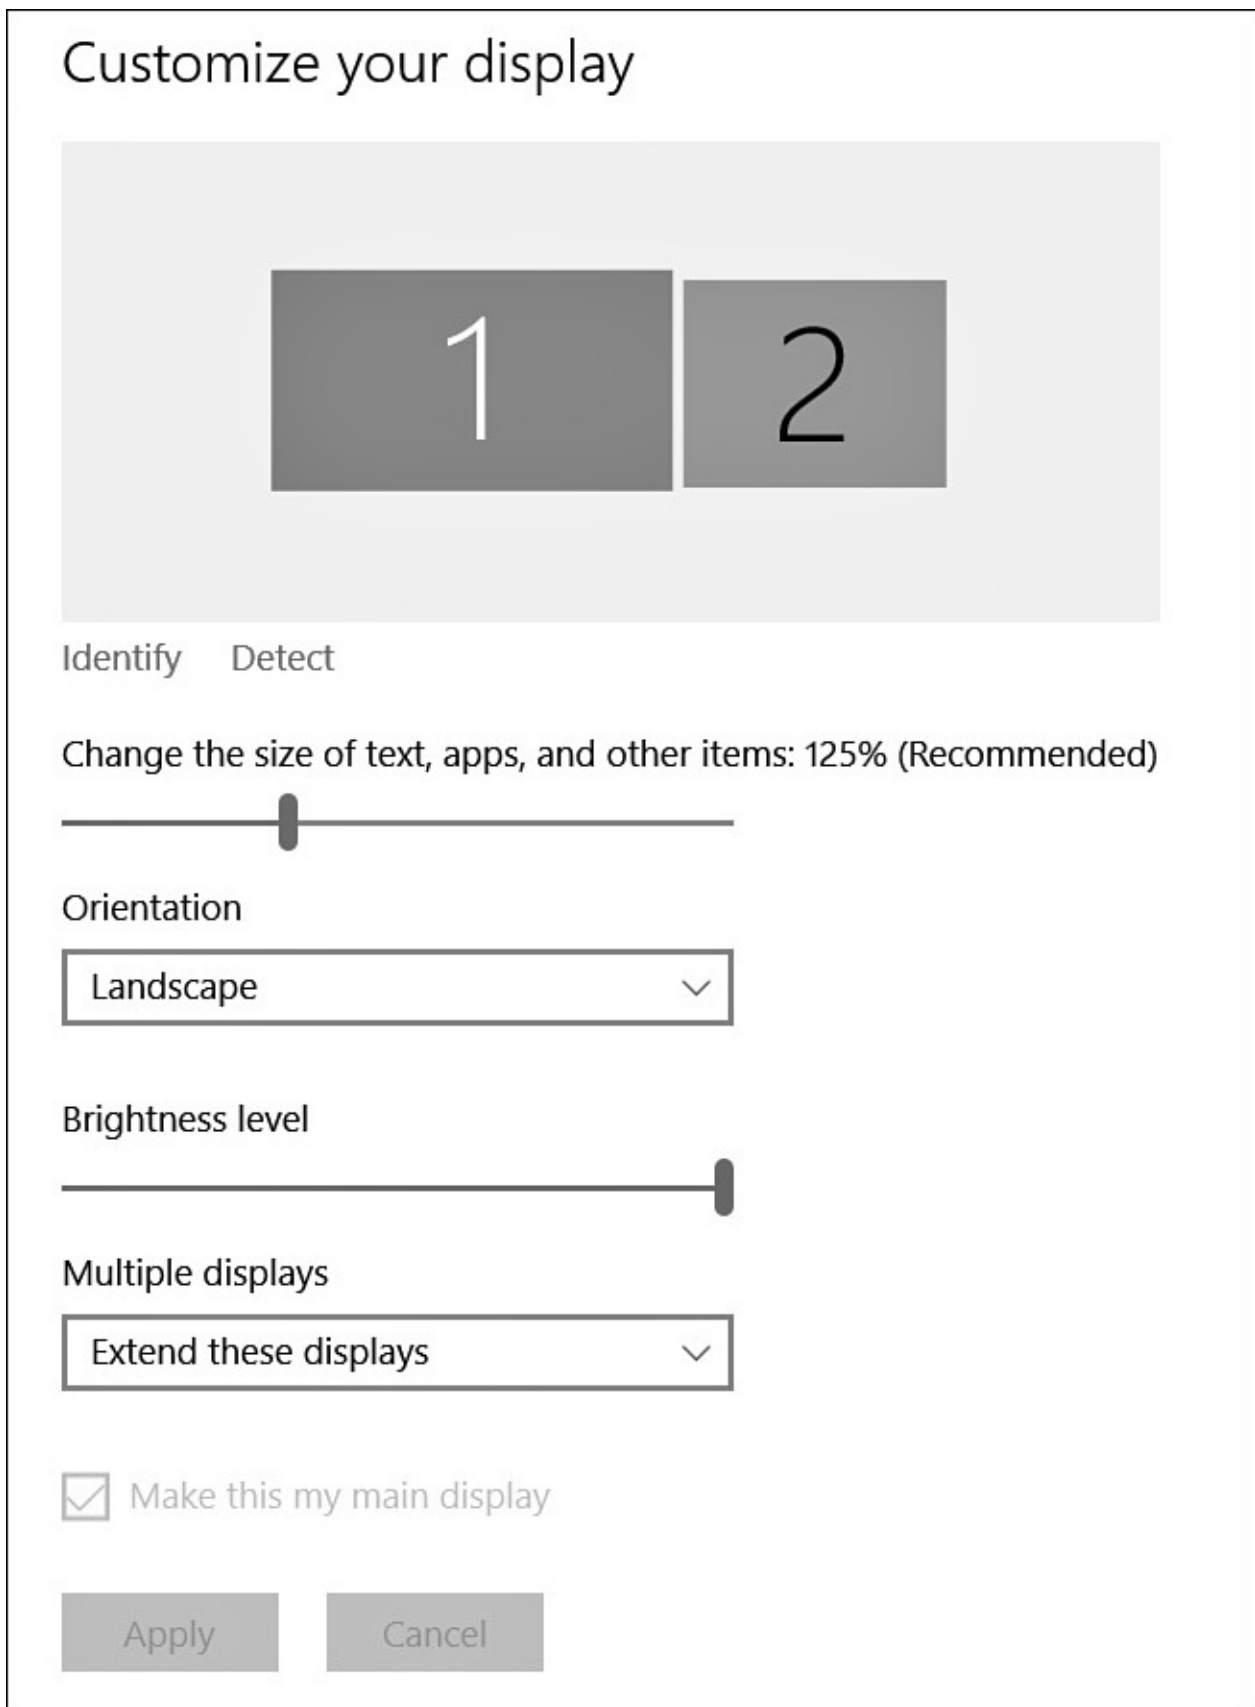 Customize your display
1 2
Identify Detect
Change the size of text, apps, and other items: 125% (Recommended)
Orientation
Landscape
Brightness level
Multiple displays
Extend these displays
Make this my main display
Apply Cancel